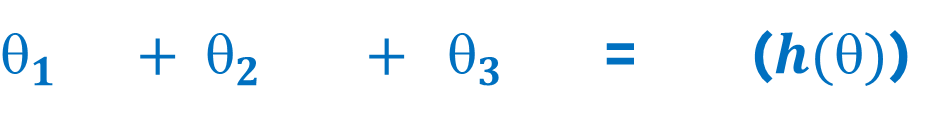 θ₁ + θ₂ + θ₃ = (h(θ))